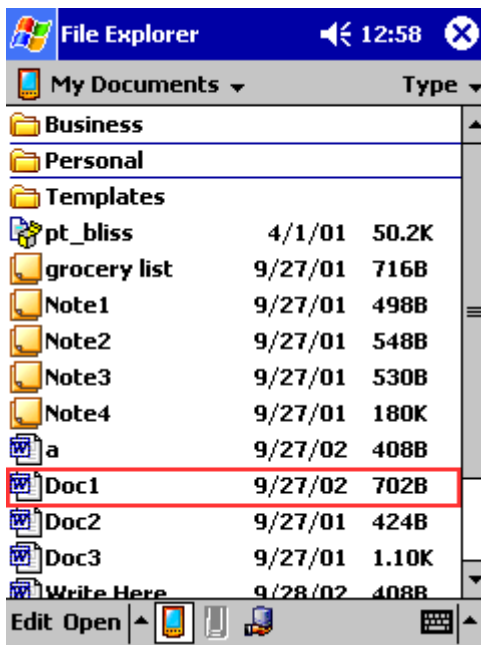 File Explorer 12:58
My Documents Type
Business
Personal
Templates
pt_bliss 4/1/01 50.2K
grocery list 9/27/01 716B
Note1 9/27/01 498B
Note2 9/27/01 548B
Note3 9/27/01 530B
Note4 9/27/01 180K
a 9/27/02 408B
Doc1 9/27/02 702B
Doc2 9/27/01 424B
Doc3 9/27/01 1.10K
Write Here 9/28/02 408B
Edit Open